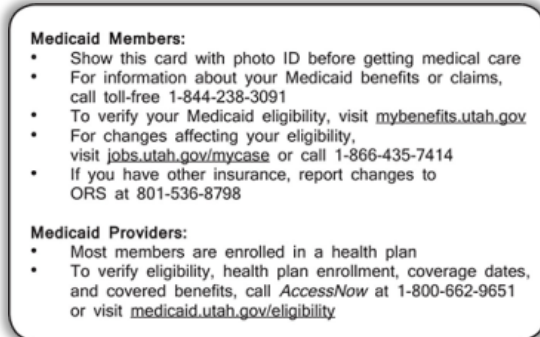 Medicaid Members:
• Show this card with photo ID before getting medical care
• For information about your Medicaid benefits or claims,
call toll-free 1-844-238-3091
• To verify your Medicaid eligibility, visit mybenefits.utah.gov
• For changes affecting your eligibility,
visit jobs.utah.gov/mycase or call 1-866-435-7414
• If you have other insurance, report changes to
ORS at 801-536-8798
Medicaid Providers:
• Most members are enrolled in a health plan
• To verify eligibility, health plan enrollment, coverage dates,
and covered benefits, call AccessNow at 1-800-662-9651
or visit medicaid.utah.gov/eligibility